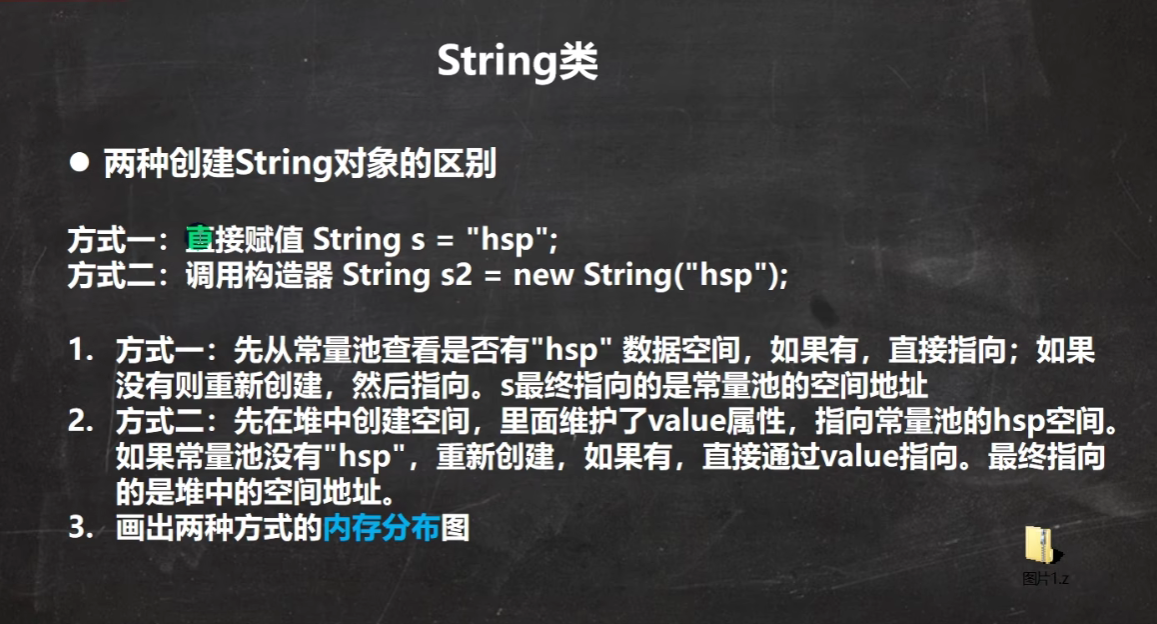 String类
● 两种创建String对象的区别
方式一：直接赋值 String s = "hsp";
方式二：调用构造器 String s2 = new String("hsp");
1. 方式一：先从常量池查看是否有"hsp" 数据空间，如果有，直接指向；如果
没有则重新创建，然后指向。s最终指向的是常量池的空间地址
2. 方式二：先在堆中创建空间，里面维护了value属性，指向常量池的hsp空间。
如果常量池没有"hsp"，重新创建，如果有，直接通过value指向。最终指向
的是堆中的空间地址。
3. 画出两种方式的内存分布图
图片1.z